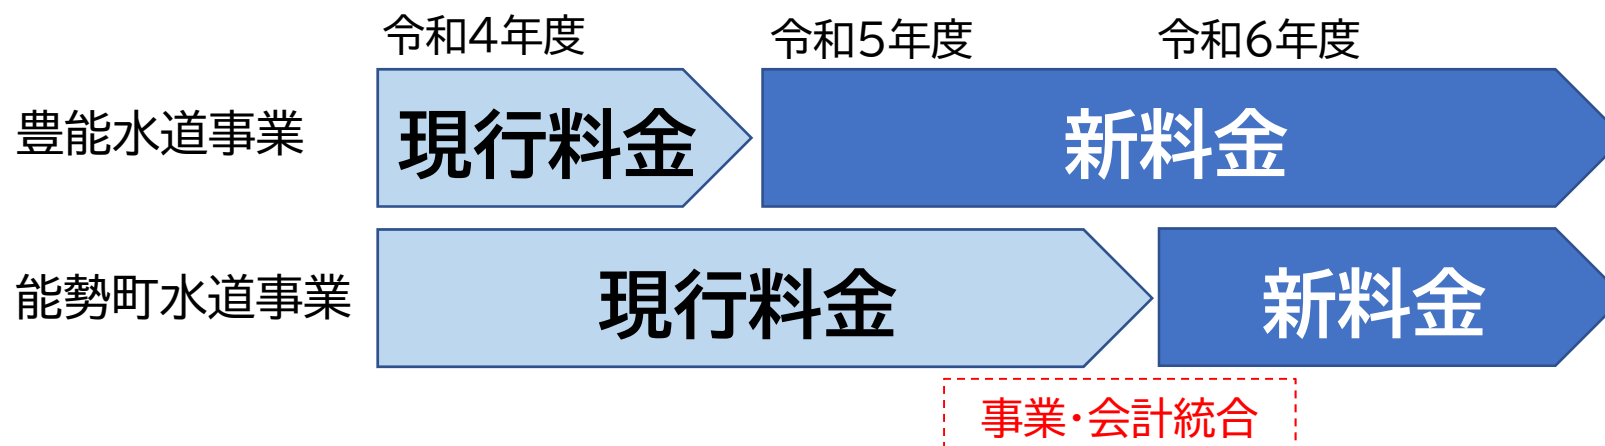 令和4年度 令和5年度 令和6年度
豊能水道事業 現行料金 新料金
能勢町水道事業 現行料金 新料金
事業・会計統合